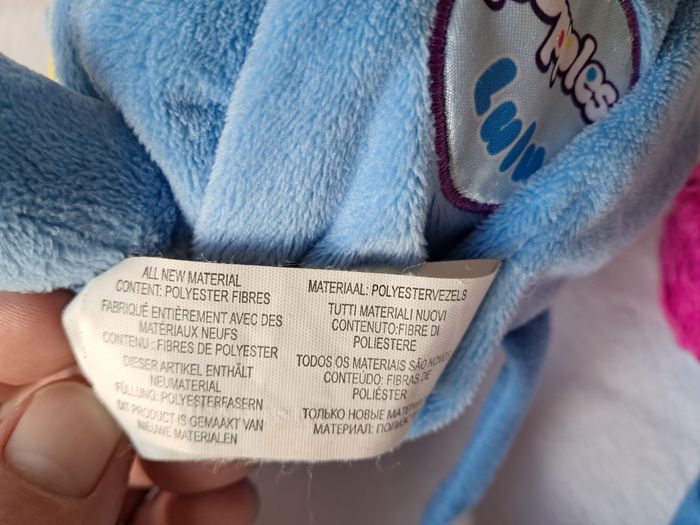 Lulu
ALL NEW MATERIAL
CONTENT: POLYESTER FIBRES
FABRIQUÉ ENTIÈREMENT AVEC DES
MATÉRIAUX NEUFS
CONTENU : FIBRES DE POLYESTER
DIESER ARTIKEL ENTHÄLT
NEUMATERIAL
FÜLLUNG: POLYESTERFASERN
DIT PRODUCT IS GEMAAKT VAN
NIEUWE MATERIALEN
MATERIAAL: POLYESTERVEZELS
TUTTI MATERIALI NUOVI
CONTENUTO:FIBRE DI
POLIESTERE
TODOS OS MATERIAIS SÃO NOVOS
CONTEÚDO: FIBRAS DE
POLIÉSTER
ТОЛЬКО НОВЫЕ
МАТЕРИАЛ: